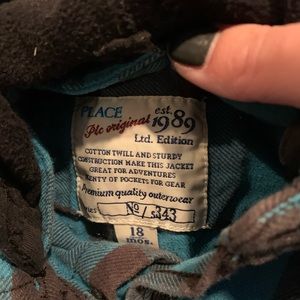 PLACE
est
Plc original 1989
Ltd. Edition
COTTON TWILL AND STURDY
CONSTRUCTION MAKE THIS JACKET
GREAT FOR ADVENTURES
PLENTY OF POCKETS FOR GEAR
Premium quality outerwear
No/ 5343
18
mos.